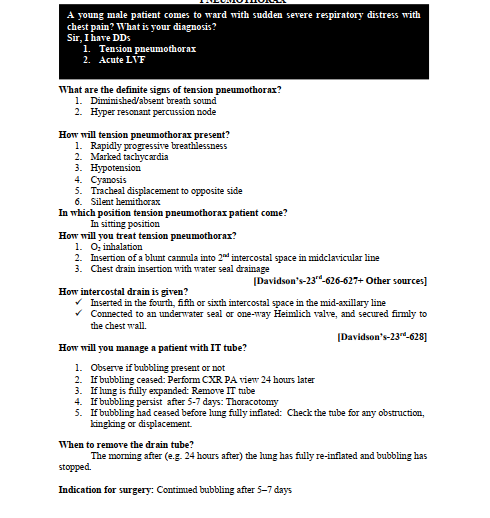 PNEUMOTHORAX
A young male patient comes to ward with sudden severe respiratory distress with
chest pain? What is your diagnosis?
Sir, I have DDs
1. Tension pneumothorax
2. Acute LVF
What are the definite signs of tension pneumothorax?
1. Diminished/absent breath sound
2. Hyper resonant percussion node
How will tension pneumothorax present?
1. Rapidly progressive breathlessness
2. Marked tachycardia
3. Hypotension
4. Cyanosis
5. Tracheal displacement to opposite side
6. Silent hemithorax
In which position tension pneumothorax patient come?
In sitting position
How will you treat tension pneumothorax?
1. O₂ inhalation
2. Insertion of a blunt cannula into 2ⁿᵈ intercostal space in midclavicular line
3. Chest drain insertion with water seal drainage
[Davidson's-23ʳᵈ-626-627+ Other sources]
How intercostal drain is given?
✓ Inserted in the fourth, fifth or sixth intercostal space in the mid-axillary line
✓ Connected to an underwater seal or one-way Heimlich valve, and secured firmly to
the chest wall.
[Davidson's-23ʳᵈ-628]
How will you manage a patient with IT tube?
1. Observe if bubbling present or not
2. If bubbling ceased: Perform CXR PA view 24 hours later
3. If lung is fully expanded: Remove IT tube
4. If bubbling persist after 5-7 days: Thoracotomy
5. If bubbling had ceased before lung fully inflated: Check the tube for any obstruction,
kingking or displacement.
When to remove the drain tube?
The morning after (e.g. 24 hours after) the lung has fully re-inflated and bubbling has
stopped.
Indication for surgery: Continued bubbling after 5–7 days